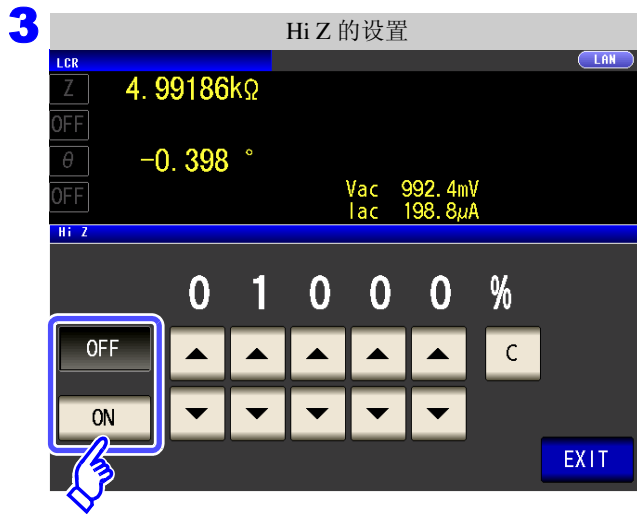 3
Hi Z 的设置
LCR LAN
Z 4.99186kΩ
OFF
θ -0.398 °
OFF Vac 992.4mV
Iac 198.8µA
Hi Z
0 1 0 0 0 %
OFF C
ON
EXIT